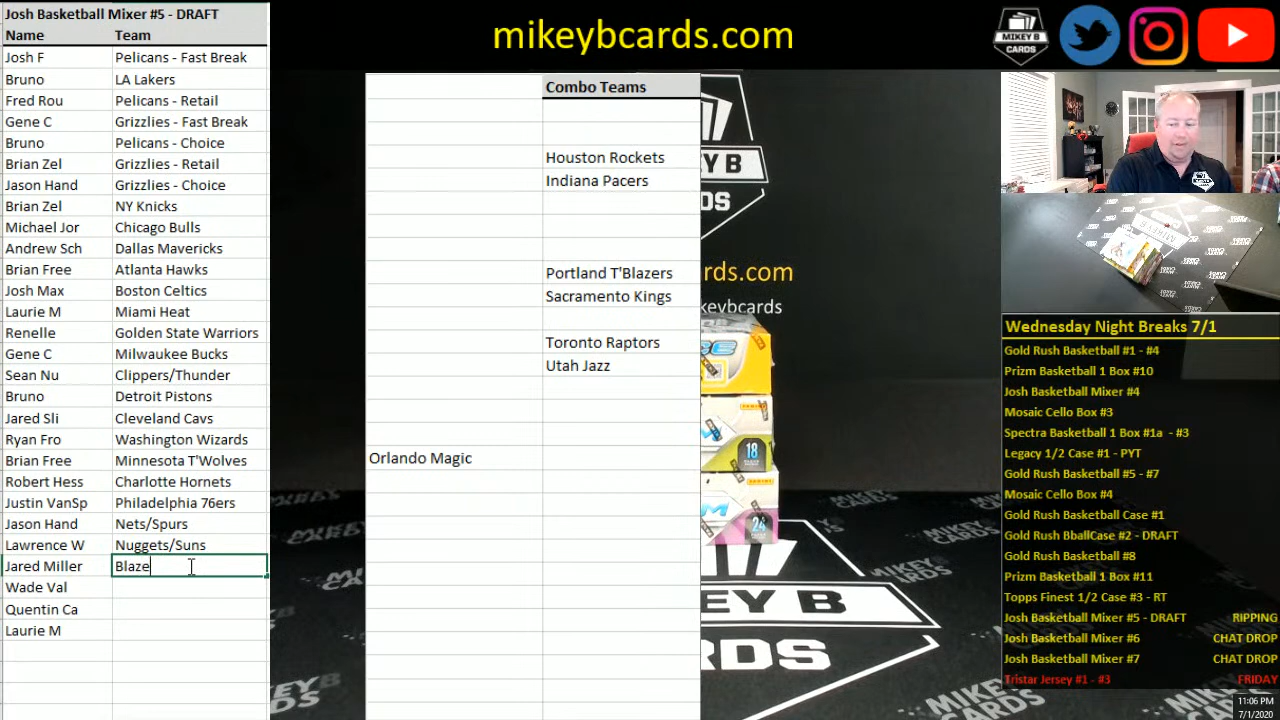 Josh Basketball Mixer #5 - DRAFT
Name Team
Josh F Pelicans - Fast Break
Bruno LA Lakers
Fred Rou Pelicans - Retail
Gene C Grizzlies - Fast Break
Bruno Pelicans - Choice
Brian Zel Grizzlies - Retail
Jason Hand Grizzlies - Choice
Brian Zel NY Knicks
Michael Jor Chicago Bulls
Andrew Sch Dallas Mavericks
Brian Free Atlanta Hawks
Josh Max Boston Celtics
Laurie M Miami Heat
Renelle Golden State Warriors
Gene C Milwaukee Bucks
Sean Nu Clippers/Thunder
Bruno Detroit Pistons
Jared Sli Cleveland Cavs
Ryan Fro Washington Wizards
Brian Free Minnesota T'Wolves
Robert Hess Charlotte Hornets
Justin VanSp Philadelphia 76ers
Jason Hand Nets/Spurs
Lawrence W Nuggets/Suns
Jared Miller Blaze
Wade Val
Quentin Ca
Laurie M
mikeybcards.com
Combo Teams
Houston Rockets
Indiana Pacers
Portland T'Blazers
Sacramento Kings
Toronto Raptors
Utah Jazz
Orlando Magic
EY B
DS
rds.com
keybcards
18
24
KEY B
RDS
MIKEY B
CARDS
Wednesday Night Breaks 7/1
Gold Rush Basketball #1 - #4
Prizm Basketball 1 Box #10
Josh Basketball Mixer #4
Mosaic Cello Box #3
Spectra Basketball 1 Box #1a - #3
Legacy 1/2 Case #1 - PYT
Gold Rush Basketball #5 - #7
Mosaic Cello Box #4
Gold Rush Basketball Case #1
Gold Rush BballCase #2 - DRAFT
Gold Rush Basketball #8
Prizm Basketball 1 Box #11
Topps Finest 1/2 Case #3 - RT
Josh Basketball Mixer #5 - DRAFT RIPPING
Josh Basketball Mixer #6 CHAT DROP
Josh Basketball Mixer #7 CHAT DROP
Tristar Jersey #1 - #3 FRIDAY
11:06 PM
7/1/2020